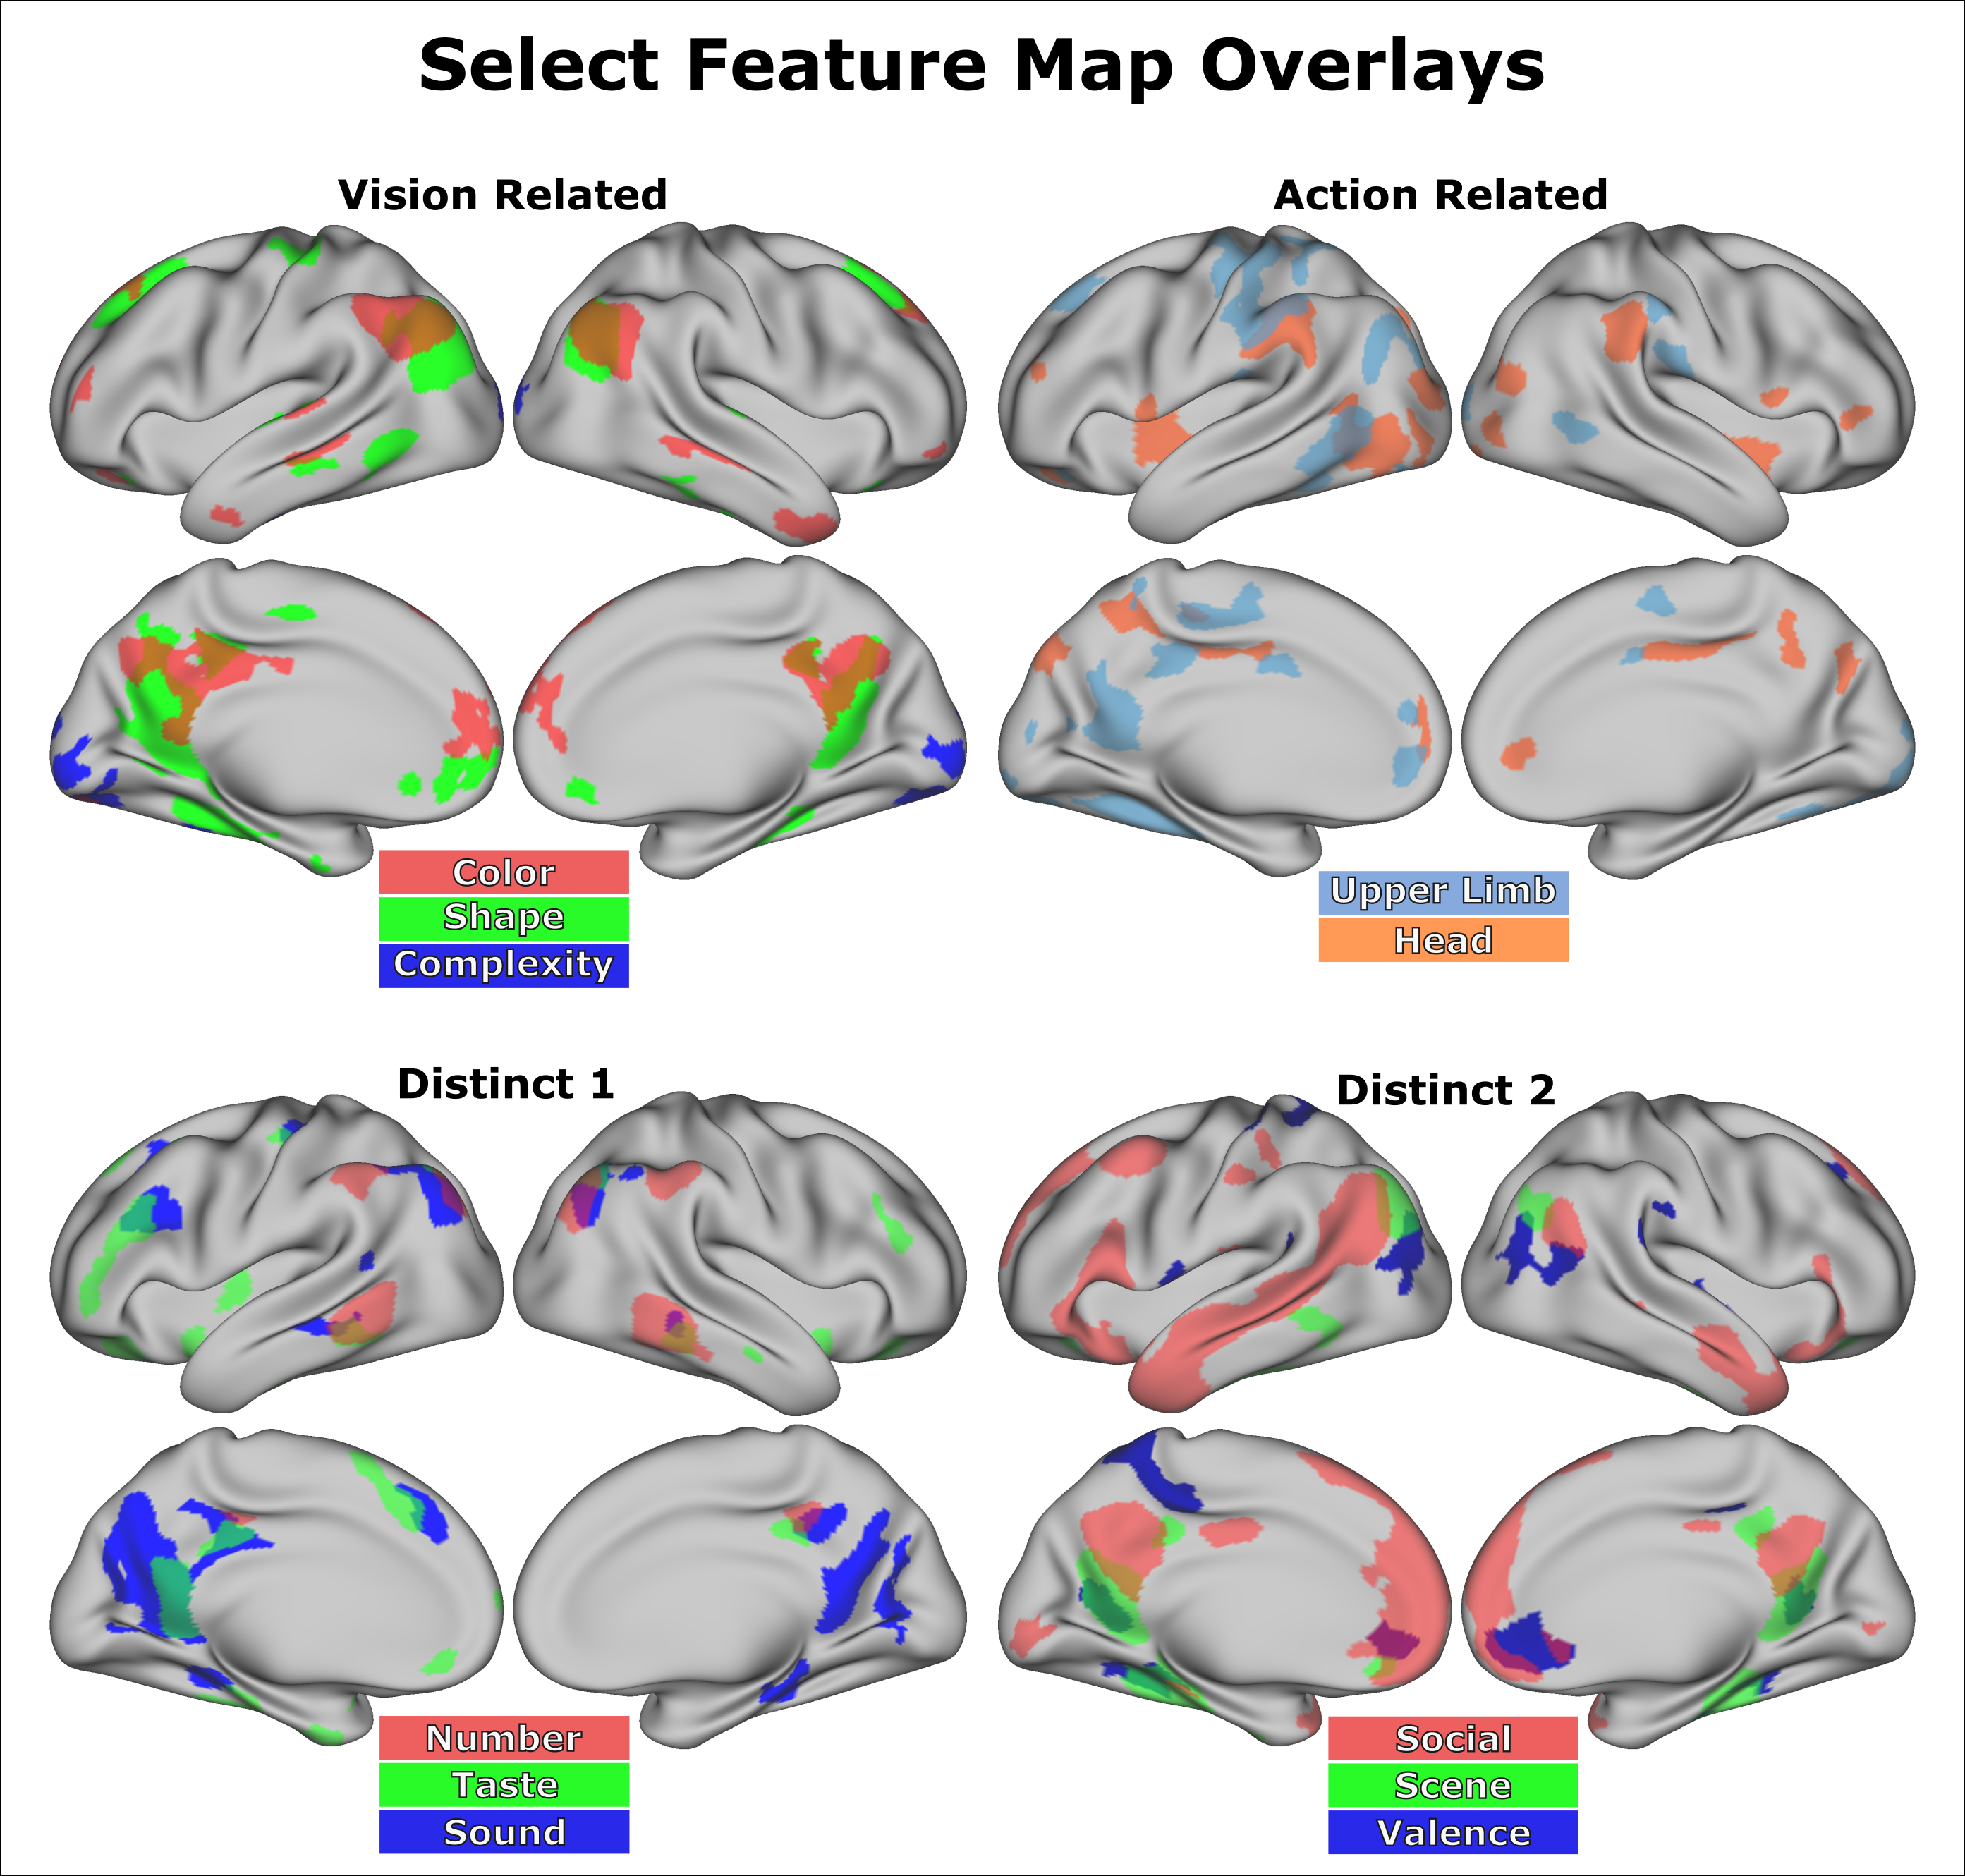 Select Feature Map Overlays
Vision Related
Action Related
Color
Shape
Complexity
Upper Limb
Head
Distinct 1
Distinct 2
Number
Taste
Sound
Social
Scene
Valence